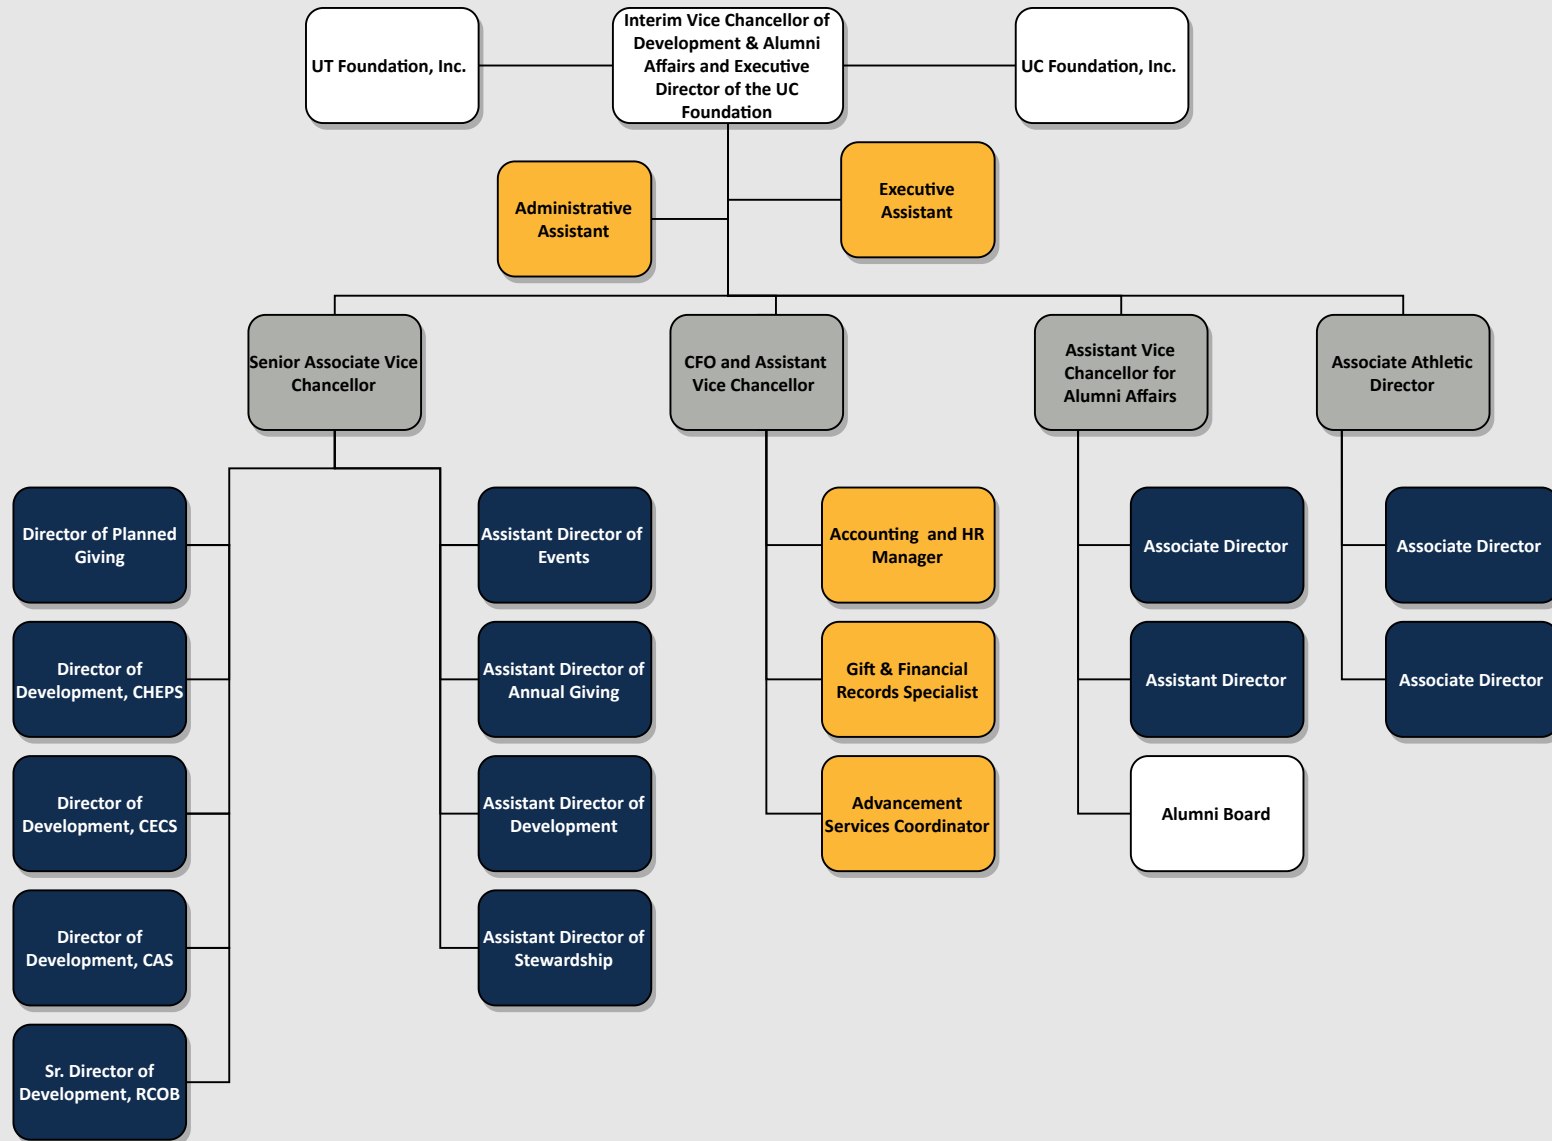 UT Foundation, Inc.
Interim Vice Chancellor of
Development & Alumni
Affairs and Executive
Director of the UC
Foundation
UC Foundation, Inc.
Administrative
Assistant
Executive
Assistant
Senior Associate Vice
Chancellor
CFO and Assistant
Vice Chancellor
Assistant Vice
Chancellor for
Alumni Affairs
Associate Athletic
Director
Director of Planned
Giving
Assistant Director of
Events
Accounting  and HR
Manager
Associate Director
Associate Director
Director of
Development, CHEPS
Assistant Director of
Annual Giving
Gift & Financial
Records Specialist
Assistant Director
Associate Director
Director of
Development, CECS
Assistant Director of
Development
Advancement
Services Coordinator
Alumni Board
Director of
Development, CAS
Assistant Director of
Stewardship
Sr. Director of
Development, RCOB